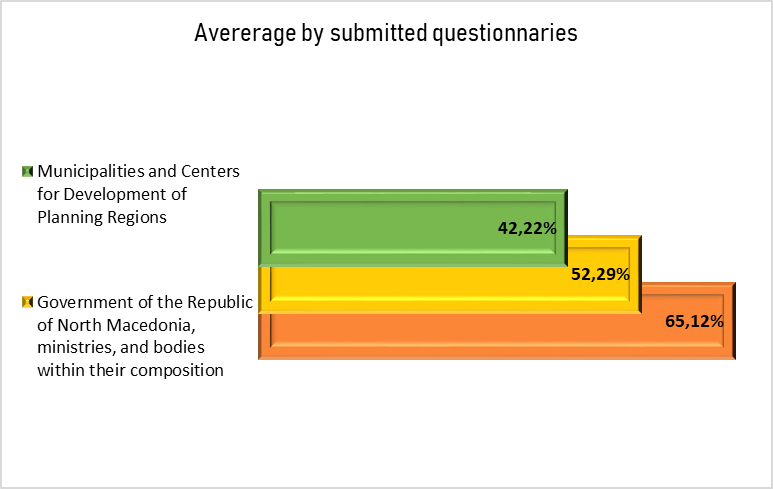 Avererage by submitted questionnaries
Municipalities and Centers
for Development of
Planning Regions
42,22%
52,29%
Government of the Republic
of North Macedonia,
ministries, and bodies
within their composition
65,12%